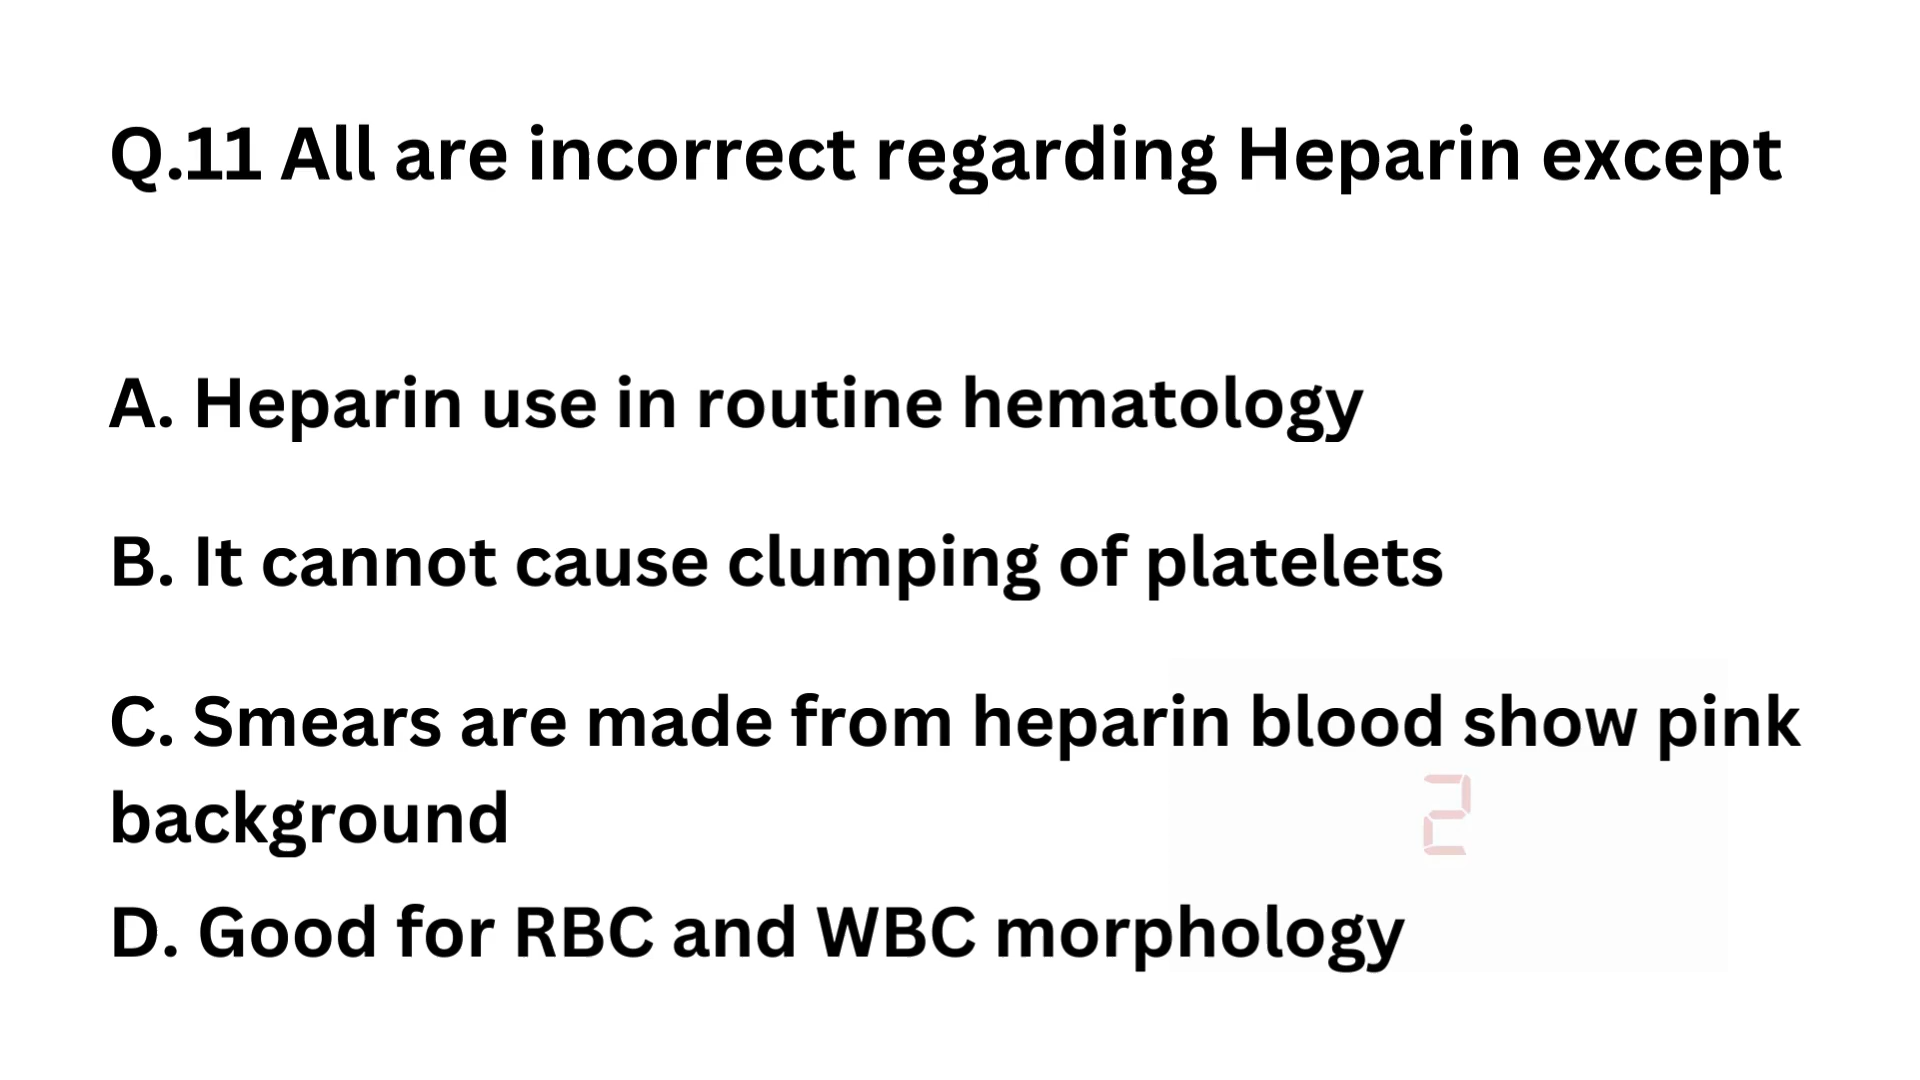 Q.11 All are incorrect regarding Heparin except
A. Heparin use in routine hematology
B. It cannot cause clumping of platelets
C. Smears are made from heparin blood show pink
background
2
D. Good for RBC and WBC morphology